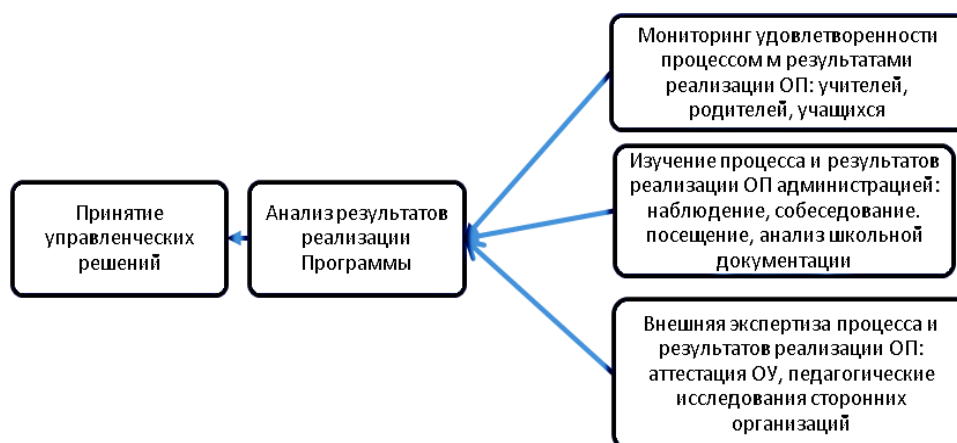 Мониторинг удовлетворенности
процессом м результатами
реализации ОП: учителей,
родителей, учащихся
Изучение процесса и результатов
реализации ОП администрацией:
наблюдение, собеседование.
посещение, анализ школьной
документации
Принятие
управленческих
решений
Анализ результатов
реализации
Программы
Внешняя экспертиза процесса и
результатов реализации ОП:
аттестация ОУ, педагогические
исследования сторонних
организаций